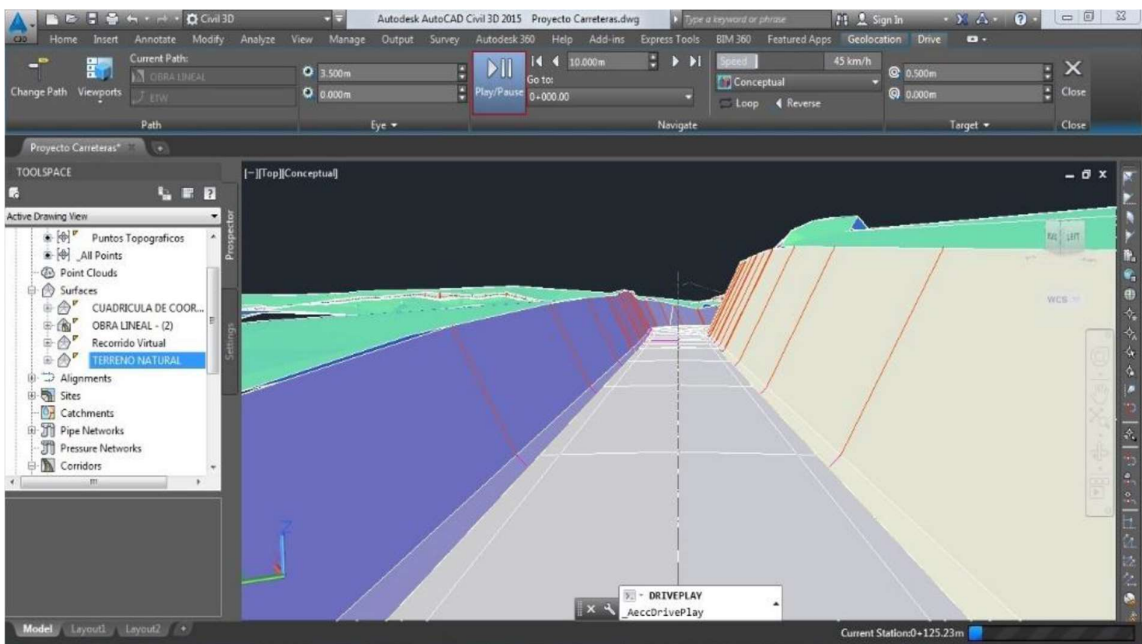 Civil 3D
Autodesk AutoCAD Civil 3D 2015 Proyecto Carreteras.dwg
Type a keyword or phrase
Sign In
C3D
Home Insert Annotate Modify Analyze View Manage Output Survey Autodesk 360 Help Add-ins Express Tools BIM 360 Featured Apps Geolocation Drive
Change Path
Viewports
Current Path:
OBRA LINEAL
ETW
3.500m
0.000m
Play/Pause
10.000m
Go to:
0+000.00
Speed
45 km/h
Conceptual
Loop
Reverse
0.500m
0.000m
Close
Path
Eye
Navigate
Target
Close
Proyecto Carreteras*
TOOLSPACE
Active Drawing View
Puntos Topograficos
_All Points
Point Clouds
Surfaces
CUADRICULA DE COOR...
OBRA LINEAL - (2)
Recorrido Virtual
TERRENO NATURAL
Alignments
Sites
Catchments
Pipe Networks
Pressure Networks
Corridors
Prospector
Settings
[−][Top][Conceptual]
LEFT
WCS
Z
DRIVEPLAY
_AeccDrivePlay
Model Layout1 Layout2
Current Station:0+125.23m